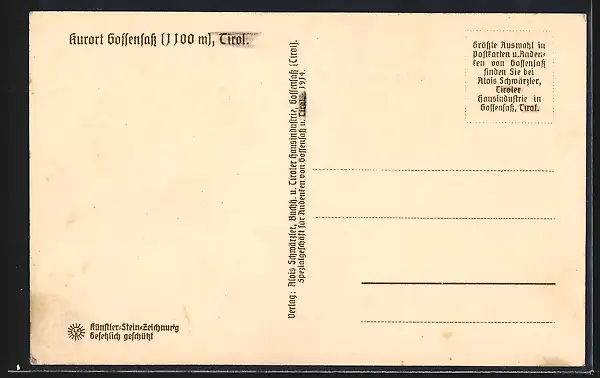 Kurort Gossensaß (1100 m), Tirol.
Größte Auswahl in
Postkarten u. Anden-
ken von Gossensaß
finden Sie bei
Alois Schwärzler,
Tiroler
Hausindustrie in
Gossensaß, Tirol.
Verlag: Alois Schwärzler, Buchh. u. Tiroler Hausindustrie, Gossensaß (Tirol).
Spezialgeschäft für Andenken von Gossensaß u. Tirol. 1914.
Künstler-Stein-Zeichnung
Gesetzlich geschützt